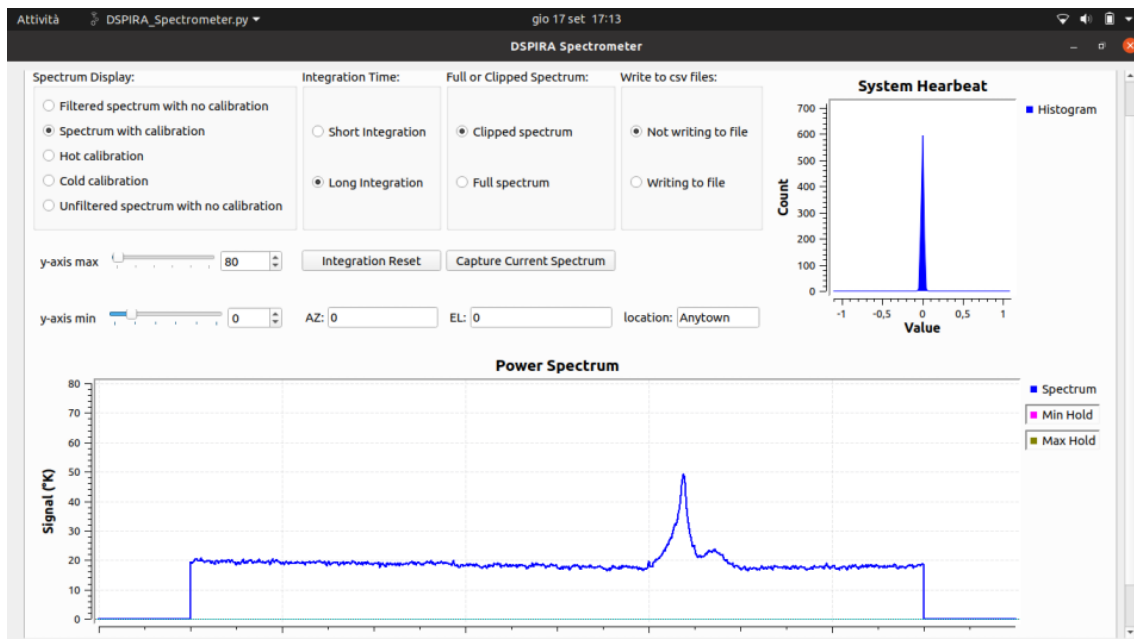 Attività
DSPIRA_Spectrometer.py
gio 17 set 17:13
DSPIRA Spectrometer
Spectrum Display:
Filtered spectrum with no calibration
Spectrum with calibration
Hot calibration
Cold calibration
Unfiltered spectrum with no calibration
Integration Time:
Short Integration
Long Integration
Full or Clipped Spectrum:
Clipped spectrum
Full spectrum
Write to csv files:
Not writing to file
Writing to file
y-axis max
80
Integration Reset
Capture Current Spectrum
y-axis min
0
AZ: 0
EL: 0
location: Anytown
System Hearbeat
Histogram
Count
700
600
500
400
300
200
100
0
-1 -0,5 0 0,5 1
Value
Power Spectrum
Spectrum
Min Hold
Max Hold
Signal (°K)
80
70
60
50
40
30
20
10
0